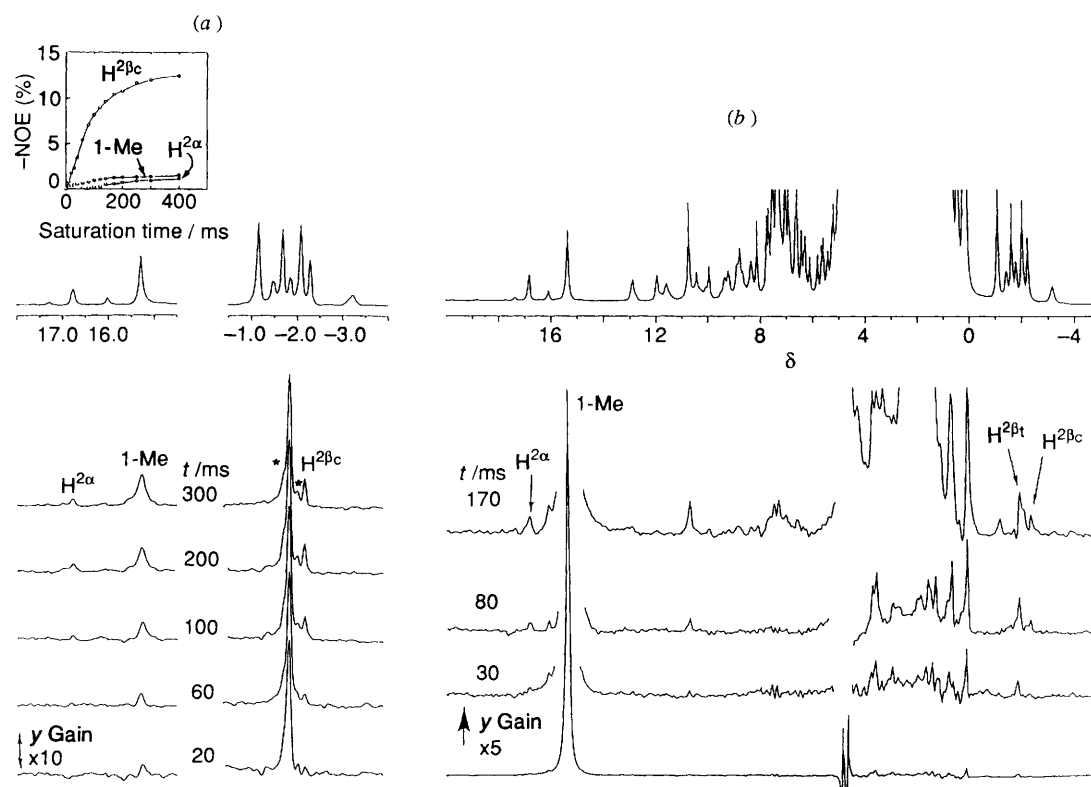 (a)
15
10
5
0
–NOE (%)
H2βc
1-Me
H2α
0 200 400
Saturation time / ms
17.0 16.0
–1.0 –2.0 –3.0
H2α
1-Me
t /ms
300
*
*
H2βc
200
100
60
20
y Gain
x10
(b)
16 12 8 4 0 –4
δ
1-Me
H2α
t /ms
170
H2βt
H2βc
80
30
y Gain
x5